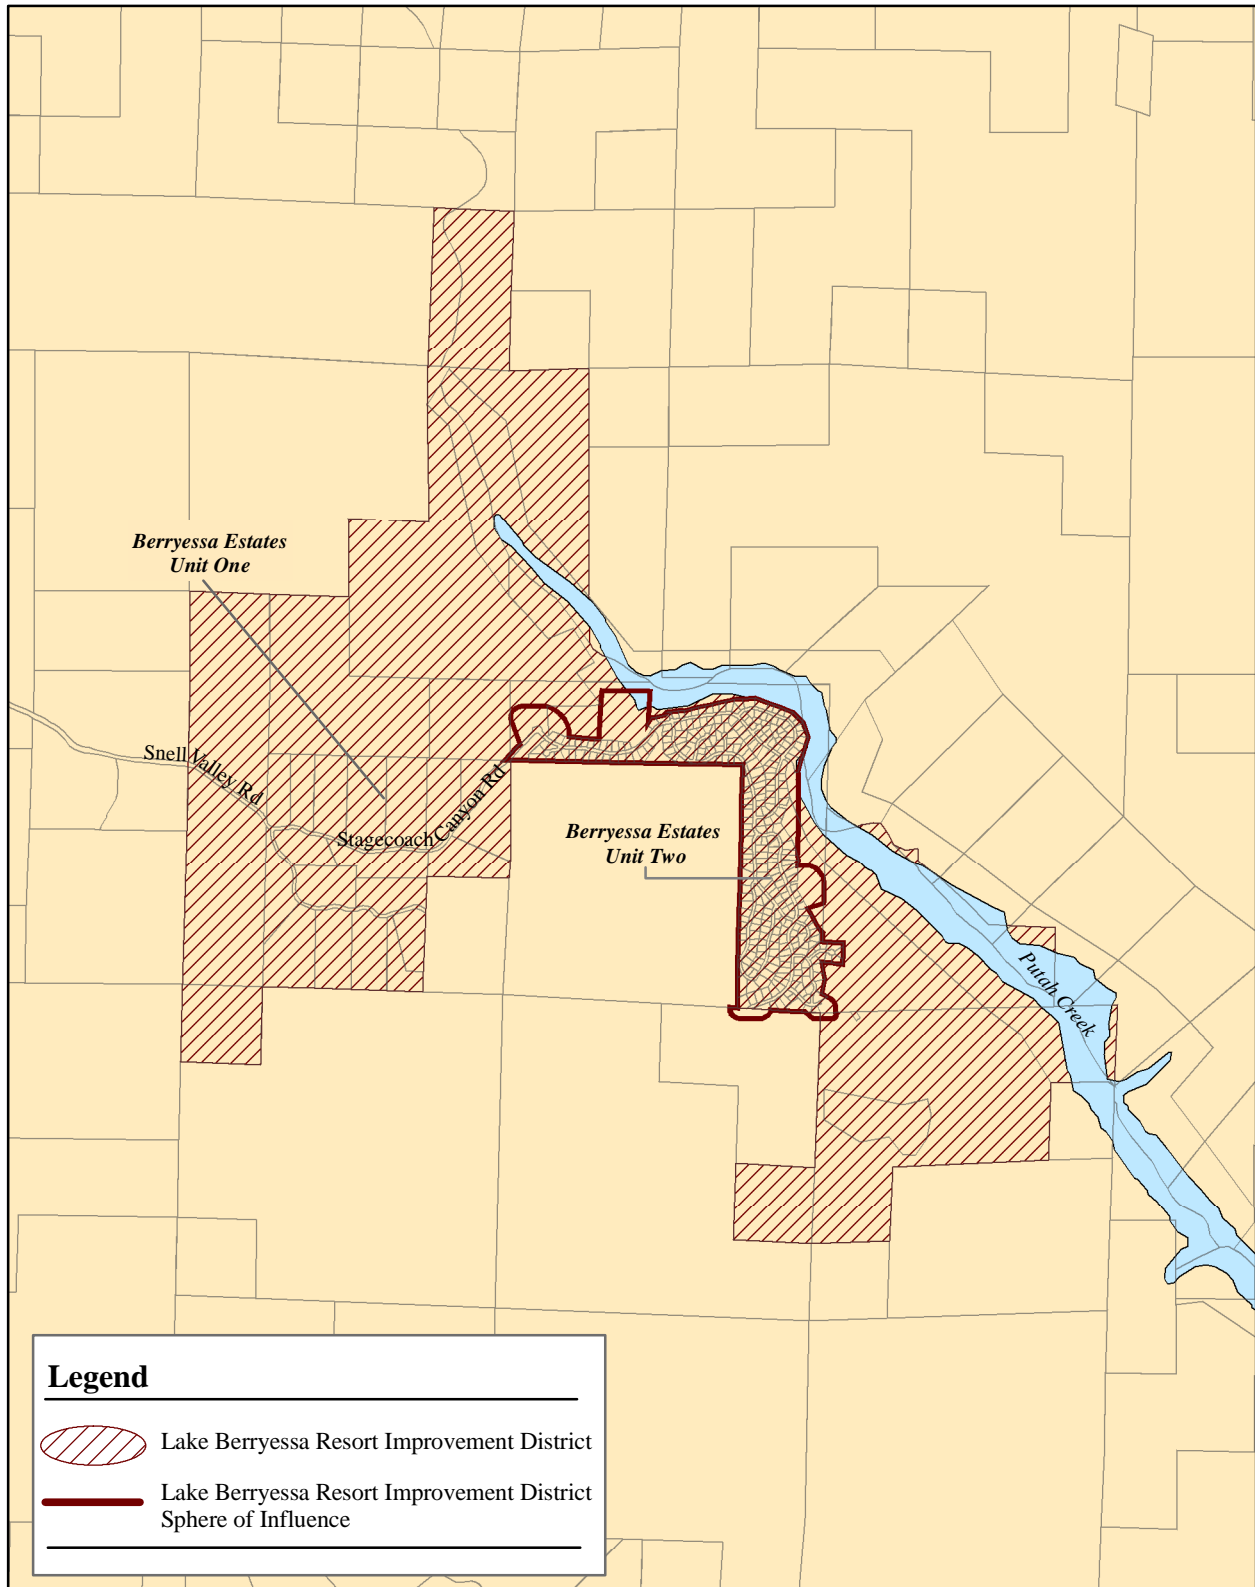 Berryessa Estates
Unit One
Snell Valley Rd
Stagecoach Canyon Rd
Berryessa Estates
Unit Two
Putah Creek
Legend
Lake Berryessa Resort Improvement District
Lake Berryessa Resort Improvement District
Sphere of Influence